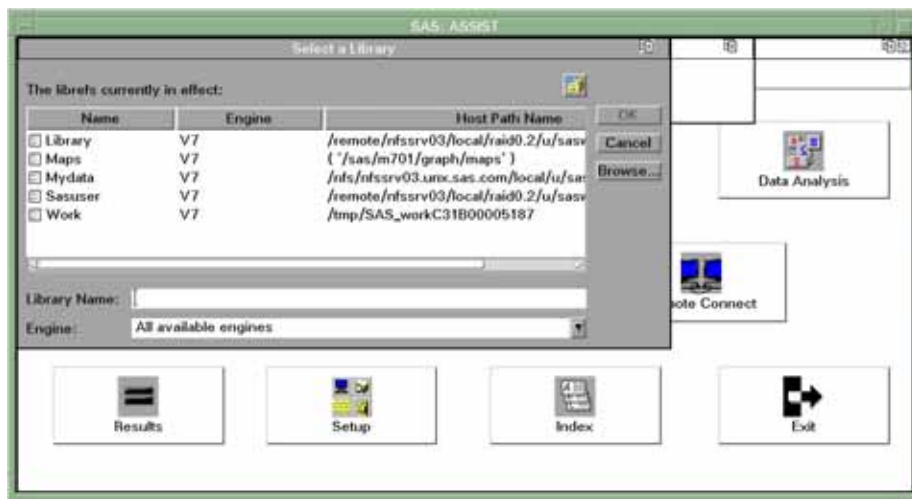 SAS: ASSIST
Select a Library
The librefs currently in effect:
Name Engine Host Path Name
Library V7 /remote/nfssrv03/local/raid0.2/u/sasw
Maps V7 ( '/sas/m701/graph/maps' )
Mydata V7 /nfs/nfssrv03.unx.sas.com/local/u/sas
Sasuser V7 /remote/nfssrv03/local/raid0.2/u/sasw
Work V7 /tmp/SAS_workC31B00005187
OK
Cancel
Browse...
Library Name:
Engine: All available engines
Data Analysis
ote Connect
Results
Setup
Index
Exit